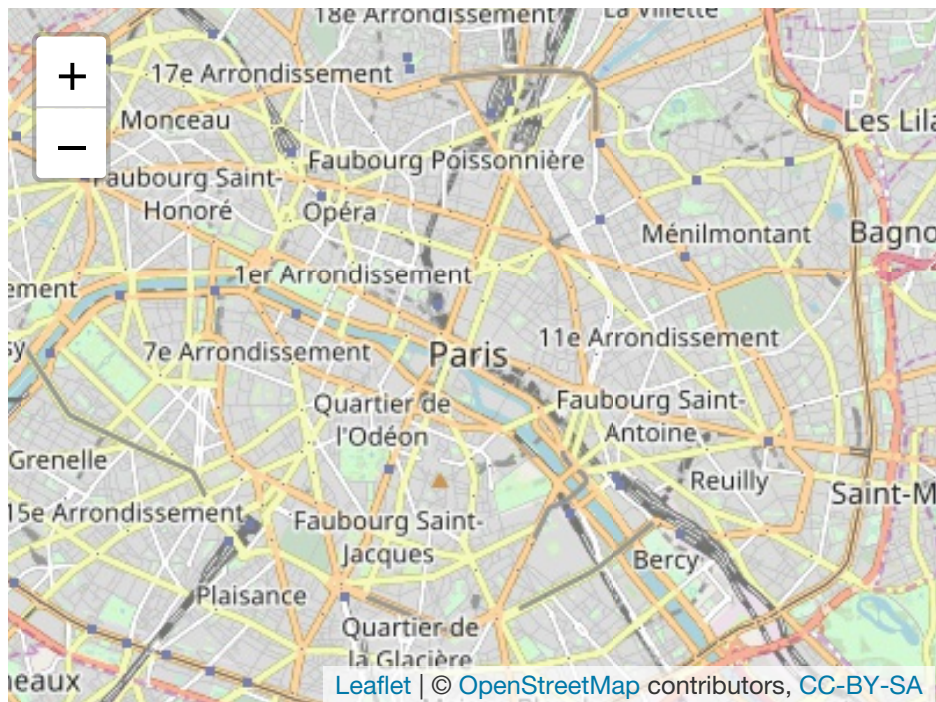 18e Arrondissement
La Villette
+
17e Arrondissement
Monceau
Les Lila
Faubourg Poissonnière
Faubourg Saint-
Honoré
Opéra
Ménilmontant
Bagno
1er Arrondissement
ement
7e Arrondissement
Paris
11e Arrondissement
Quartier de
l'Odéon
Faubourg Saint-
Antoine
Grenelle
Reuilly
Saint-M
15e Arrondissement
Faubourg Saint-
Jacques
Bercy
Plaisance
Quartier de
la Glacière
neaux
Leaflet | © OpenStreetMap contributors, CC-BY-SA